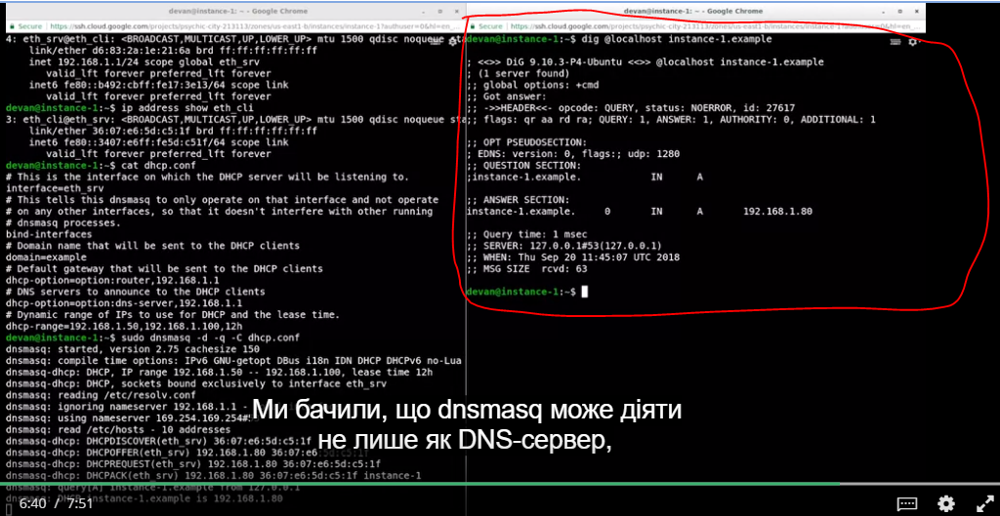 devan@instance-1: ~ - Google Chrome
Secure https://ssh.cloud.google.com/projects/psychic-city-213113/zones/us-east1-b/instances/instance-1?authuser=0&hl=en_
4: eth_srv@eth_cli: <BROADCAST,MULTICAST,UP,LOWER_UP> mtu 1500 qdisc noqueue sta
link/ether d6:83:2a:1e:21:6a brd ff:ff:ff:ff:ff:ff
inet 192.168.1.1/24 scope global eth_srv
valid_lft forever preferred_lft forever
inet6 fe80::b492:cbff:fe17:3e13/64 scope link
valid_lft forever preferred_lft forever
devan@instance-1:~$ ip address show eth_cli
3: eth_cli@eth_srv: <BROADCAST,MULTICAST,UP,LOWER_UP> mtu 1500 qdisc noqueue sta
link/ether 36:07:e6:5d:c5:1f brd ff:ff:ff:ff:ff:ff
inet6 fe80::3407:e6ff:fe5d:c51f/64 scope link
valid_lft forever preferred_lft forever
devan@instance-1:~$ cat dhcp.conf
# This is the interface on which the DHCP server will be listening to.
interface=eth_srv
# This tells this dnsmasq to only operate on that interface and not operate
# on any other interfaces, so that it doesn't interfere with other running
# dnsmasq processes.
bind-interfaces
# Domain name that will be sent to the DHCP clients
domain=example
# Default gateway that will be sent to the DHCP clients
dhcp-option=option:router,192.168.1.1
# DNS servers to announce to the DHCP clients
dhcp-option=option:dns-server,192.168.1.1
# Dynamic range of IPs to use for DHCP and the lease time.
dhcp-range=192.168.1.50,192.168.1.100,12h
devan@instance-1:~$ sudo dnsmasq -d -q -C dhcp.conf
dnsmasq: started, version 2.75 cachesize 150
dnsmasq: compile time options: IPv6 GNU-getopt DBus i18n IDN DHCP DHCPv6 no-Lua
dnsmasq-dhcp: DHCP, IP range 192.168.1.50 -- 192.168.1.100, lease time 12h
dnsmasq-dhcp: DHCP, sockets bound exclusively to interface eth_srv
dnsmasq: reading /etc/resolv.conf
dnsmasq: ignoring nameserver 192.168.1.1 -
dnsmasq: using nameserver 169.254.169.254#5
dnsmasq: read /etc/hosts - 10 addresses
dnsmasq-dhcp: DHCPDISCOVER(eth_srv) 36:07:e6:5d:c5:1f
dnsmasq-dhcp: DHCPOFFER(eth_srv) 192.168.1.80 36:07:e6:5d:c5:1f
dnsmasq-dhcp: DHCPREQUEST(eth_srv) 192.168.1.80 36:07:e6:5d:c5:1f
dnsmasq-dhcp: DHCPACK(eth_srv) 192.168.1.80 36:07:e6:5d:c5:1f instance-1
dnsmasq: query[A] instance-1.example from 127.0.0.1
dnsmasq: DHCP instance-1.example is 192.168.1.80
devan@instance-1: ~ - Google Chrome
Secure https://ssh.cloud.google.com/projects/psychic-city-213113/zones/us-east1-b/instances/instance-1?authuser=0&hl=en_
devan@instance-1:~$ dig @localhost instance-1.example
; <<>> DiG 9.10.3-P4-Ubuntu <<>> @localhost instance-1.example
; (1 server found)
;; global options: +cmd
;; Got answer:
;; ->>HEADER<<- opcode: QUERY, status: NOERROR, id: 27617
;; flags: qr aa rd ra; QUERY: 1, ANSWER: 1, AUTHORITY: 0, ADDITIONAL: 1
;; OPT PSEUDOSECTION:
; EDNS: version: 0, flags:; udp: 1280
;; QUESTION SECTION:
;instance-1.example. IN A
;; ANSWER SECTION:
instance-1.example. 0 IN A 192.168.1.80
;; Query time: 1 msec
;; SERVER: 127.0.0.1#53(127.0.0.1)
;; WHEN: Thu Sep 20 11:45:07 UTC 2018
;; MSG SIZE rcvd: 63
devan@instance-1:~$
Ми бачили, що dnsmasq може діяти
не лише як DNS-сервер,
6:40 / 7:51